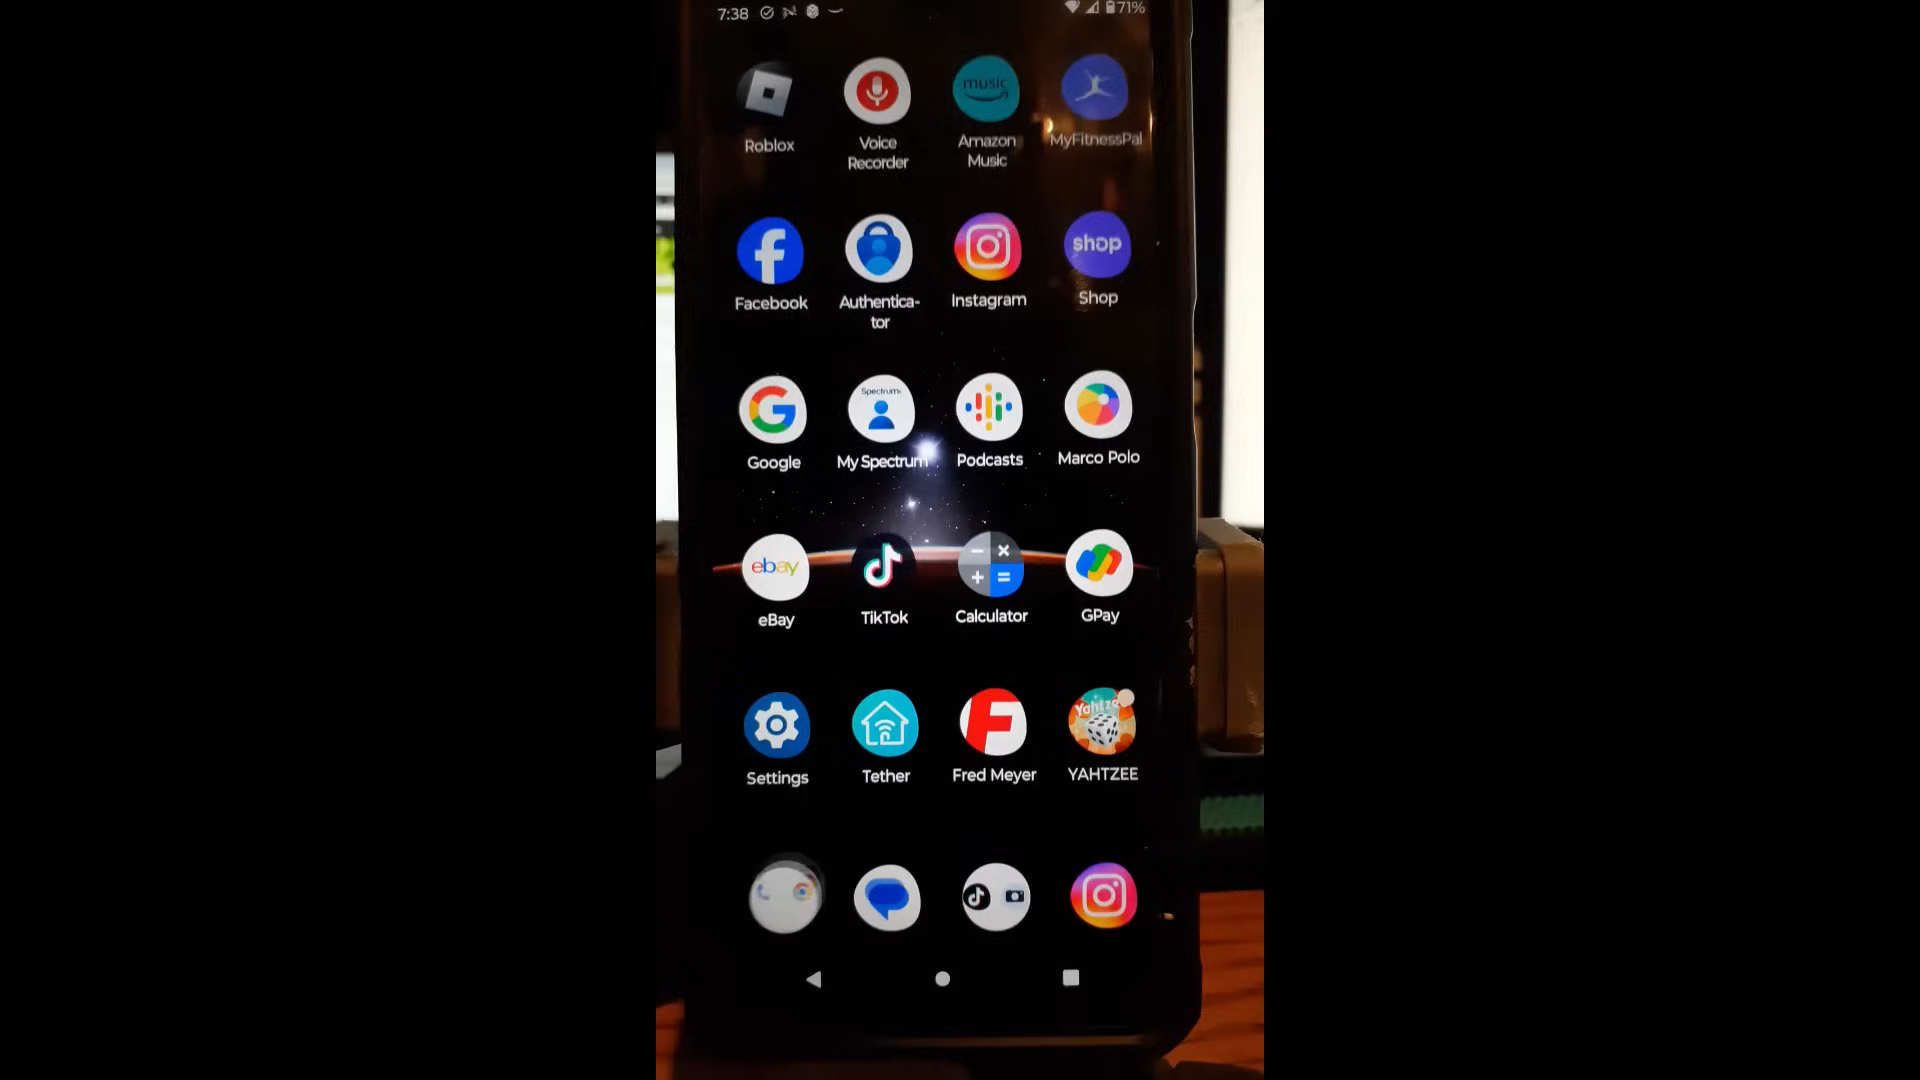 7:38 71%
music
Roblox Voice Recorder Amazon Music MyFitnessPal
shop
Facebook Authentica-tor Instagram Shop
Spectrum
Google My Spectrum Podcasts Marco Polo
ebay
eBay TikTok Calculator GPay
Yahtzee
Settings Tether Fred Meyer YAHTZEE